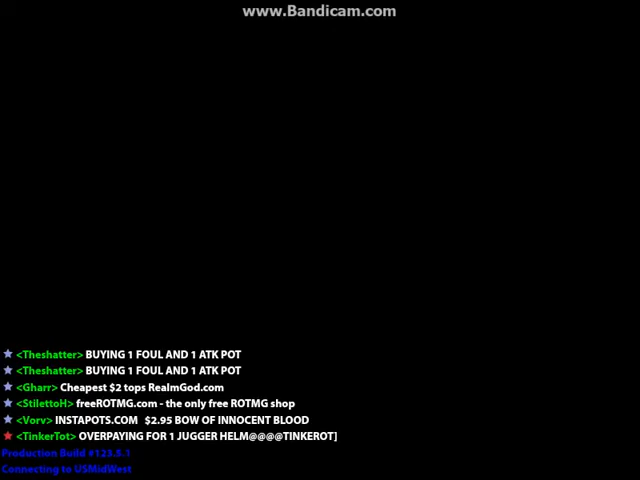 www.Bandicam.com
<Theshatter> BUYING 1 FOUL AND 1 ATK POT
<Theshatter> BUYING 1 FOUL AND 1 ATK POT
<Gharr> Cheapest $2 tops RealmGod.com
<StilettoH> freeROTMG.com - the only free ROTMG shop
<Vorv> INSTAPOTS.COM $2.95 BOW OF INNOCENT BLOOD
<TinkerTot> OVERPAYING FOR 1 JUGGER HELM@@@@TINKEROT]
Production Build #123.5.1
Connecting to USMidWest